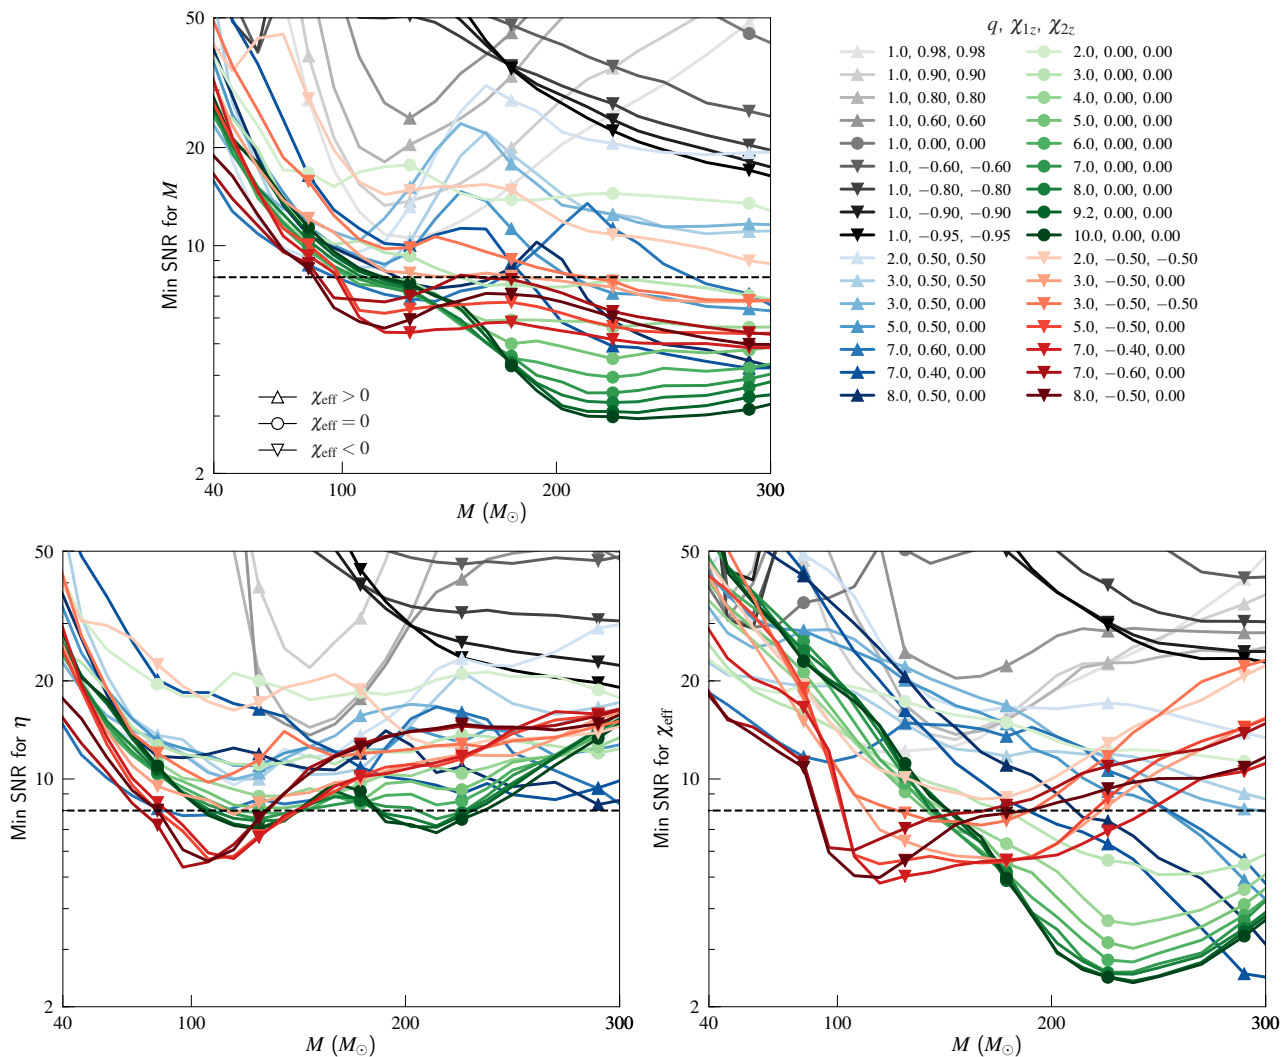 50
20
10
2
Min SNR for M
40
100
200
300
M (M⊙)
χeff > 0
χeff = 0
χeff < 0
q, χ1z, χ2z
1.0, 0.98, 0.98
1.0, 0.90, 0.90
1.0, 0.80, 0.80
1.0, 0.60, 0.60
1.0, 0.00, 0.00
1.0, −0.60, −0.60
1.0, −0.80, −0.80
1.0, −0.90, −0.90
1.0, −0.95, −0.95
2.0, 0.50, 0.50
3.0, 0.50, 0.50
3.0, 0.50, 0.00
5.0, 0.50, 0.00
7.0, 0.60, 0.00
7.0, 0.40, 0.00
8.0, 0.50, 0.00
2.0, 0.00, 0.00
3.0, 0.00, 0.00
4.0, 0.00, 0.00
5.0, 0.00, 0.00
6.0, 0.00, 0.00
7.0, 0.00, 0.00
8.0, 0.00, 0.00
9.2, 0.00, 0.00
10.0, 0.00, 0.00
2.0, −0.50, −0.50
3.0, −0.50, 0.00
3.0, −0.50, −0.50
5.0, −0.50, 0.00
7.0, −0.40, 0.00
7.0, −0.60, 0.00
8.0, −0.50, 0.00
50
20
10
2
Min SNR for η
40
100
200
300
M (M⊙)
50
20
10
2
Min SNR for χeff
40
100
200
300
M (M⊙)